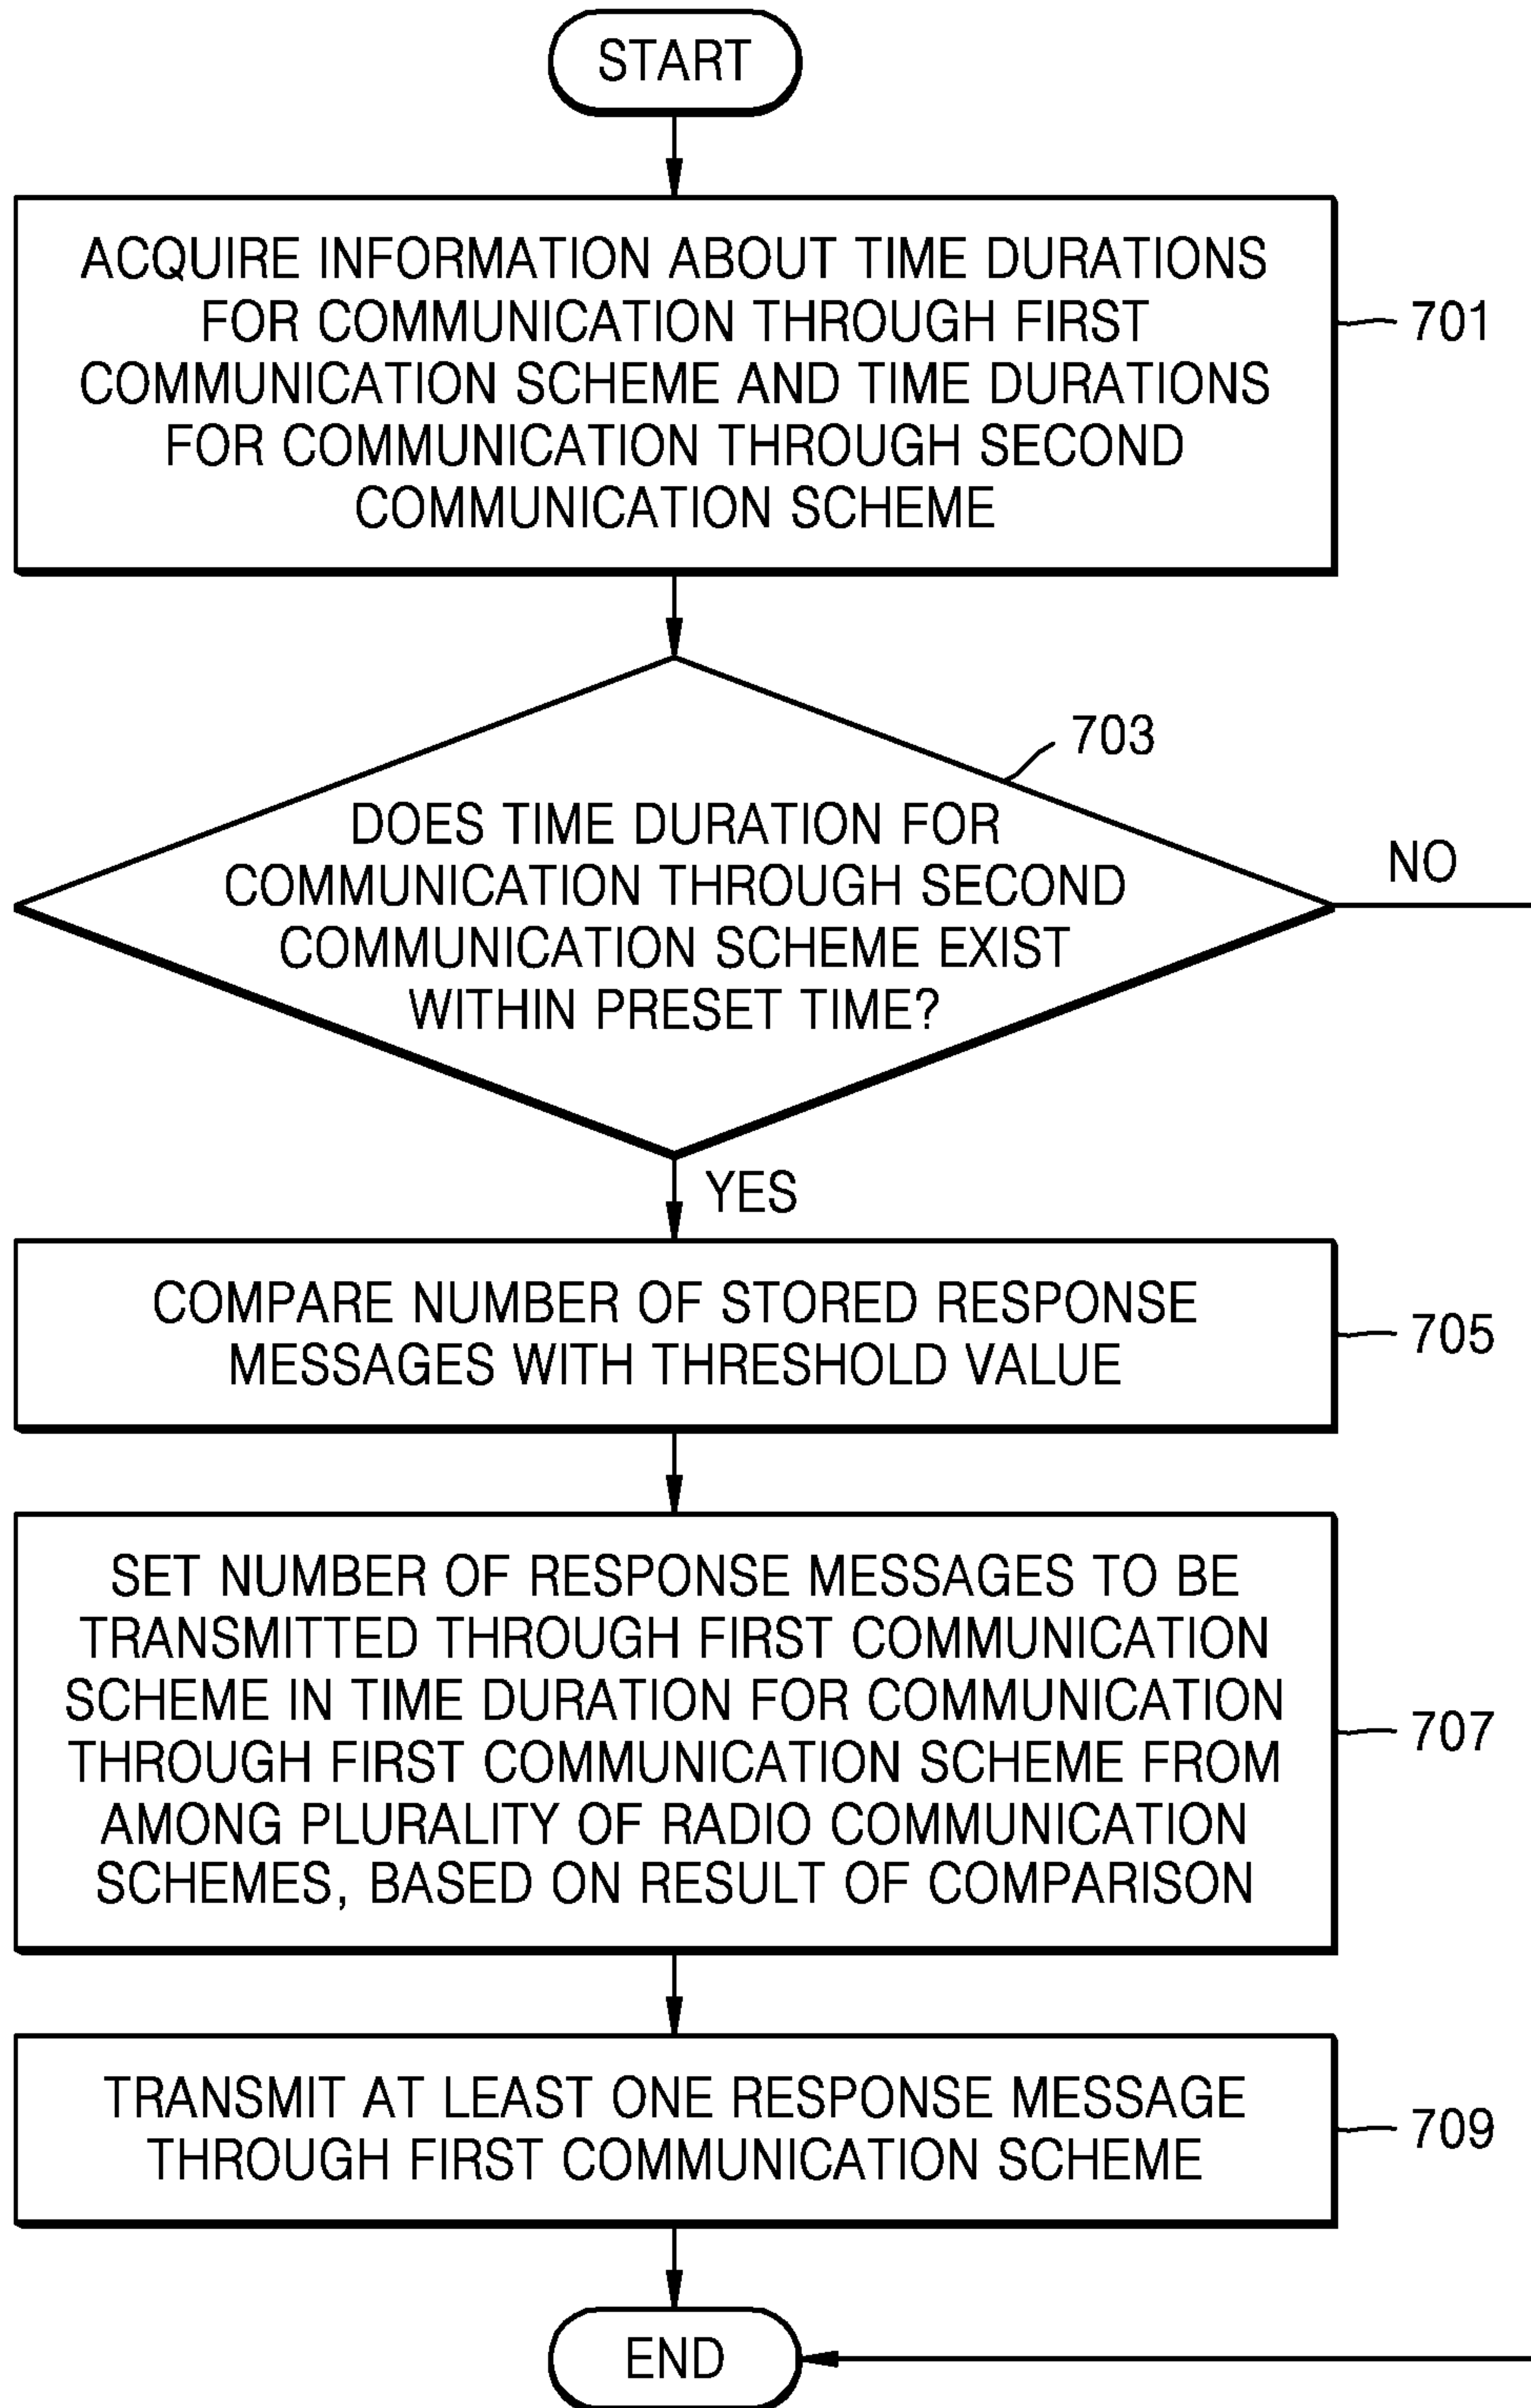 START
ACQUIRE INFORMATION ABOUT TIME DURATIONS
FOR COMMUNICATION THROUGH FIRST
COMMUNICATION SCHEME AND TIME DURATIONS
FOR COMMUNICATION THROUGH SECOND
COMMUNICATION SCHEME
701
703
DOES TIME DURATION FOR
COMMUNICATION THROUGH SECOND
COMMUNICATION SCHEME EXIST
WITHIN PRESET TIME?
NO
YES
COMPARE NUMBER OF STORED RESPONSE
MESSAGES WITH THRESHOLD VALUE
705
SET NUMBER OF RESPONSE MESSAGES TO BE
TRANSMITTED THROUGH FIRST COMMUNICATION
SCHEME IN TIME DURATION FOR COMMUNICATION
THROUGH FIRST COMMUNICATION SCHEME FROM
AMONG PLURALITY OF RADIO COMMUNICATION
SCHEMES, BASED ON RESULT OF COMPARISON
707
TRANSMIT AT LEAST ONE RESPONSE MESSAGE
THROUGH FIRST COMMUNICATION SCHEME
709
END